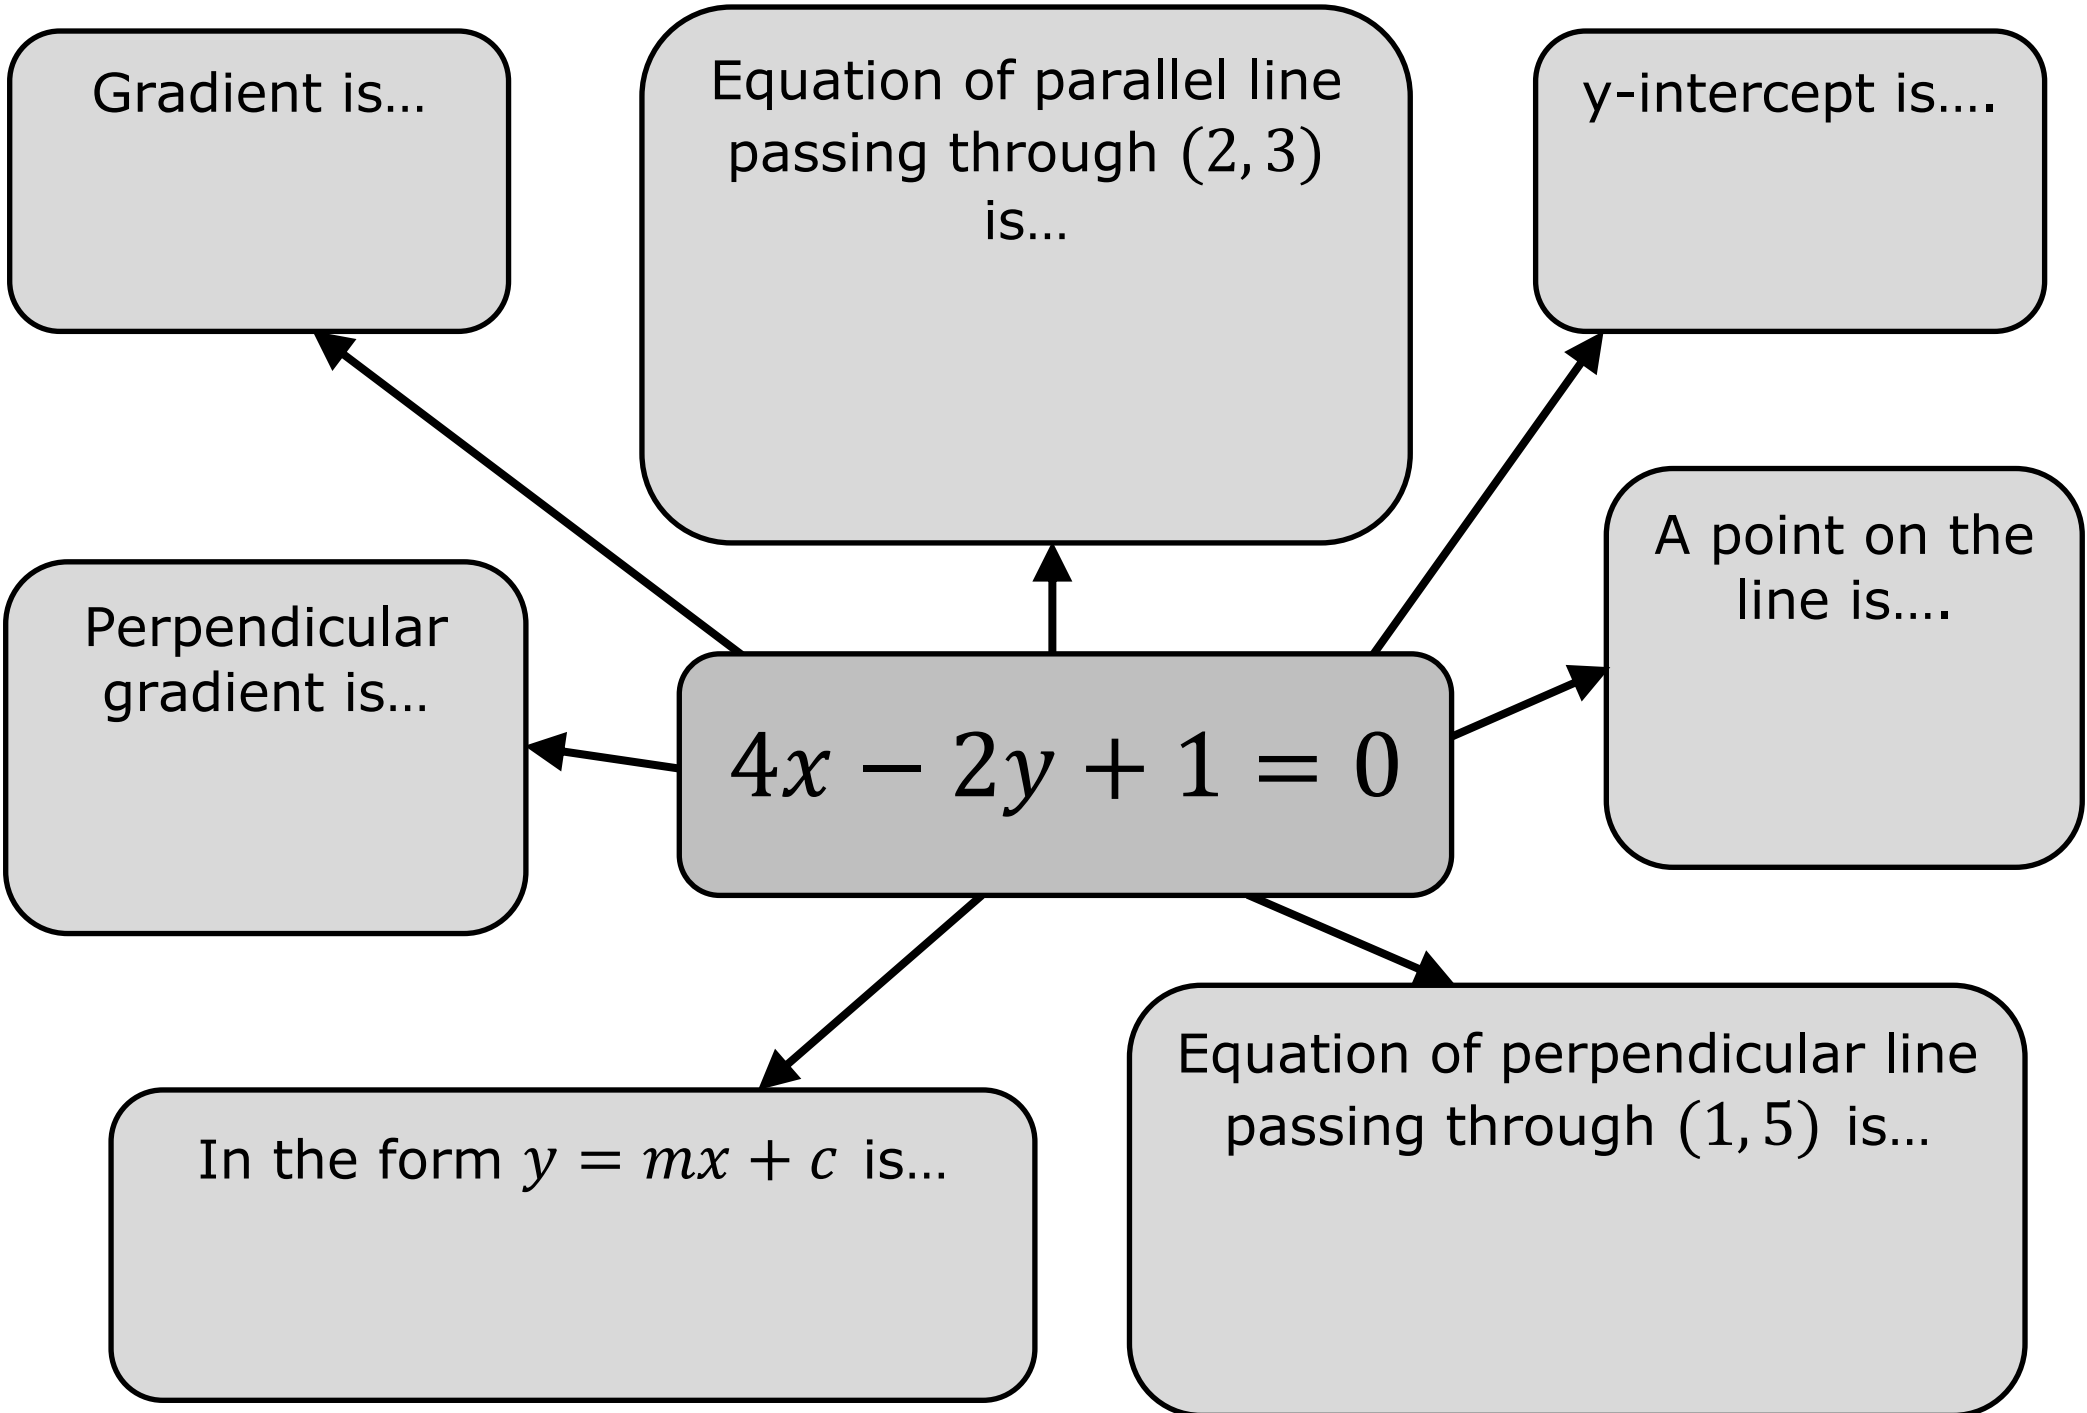 Gradient is…
Equation of parallel line
passing through (2, 3)
is…
y-intercept is….
A point on the
line is….
Perpendicular
gradient is…
4x − 2y + 1 = 0
In the form y = mx + c is…
Equation of perpendicular line
passing through (1, 5) is…